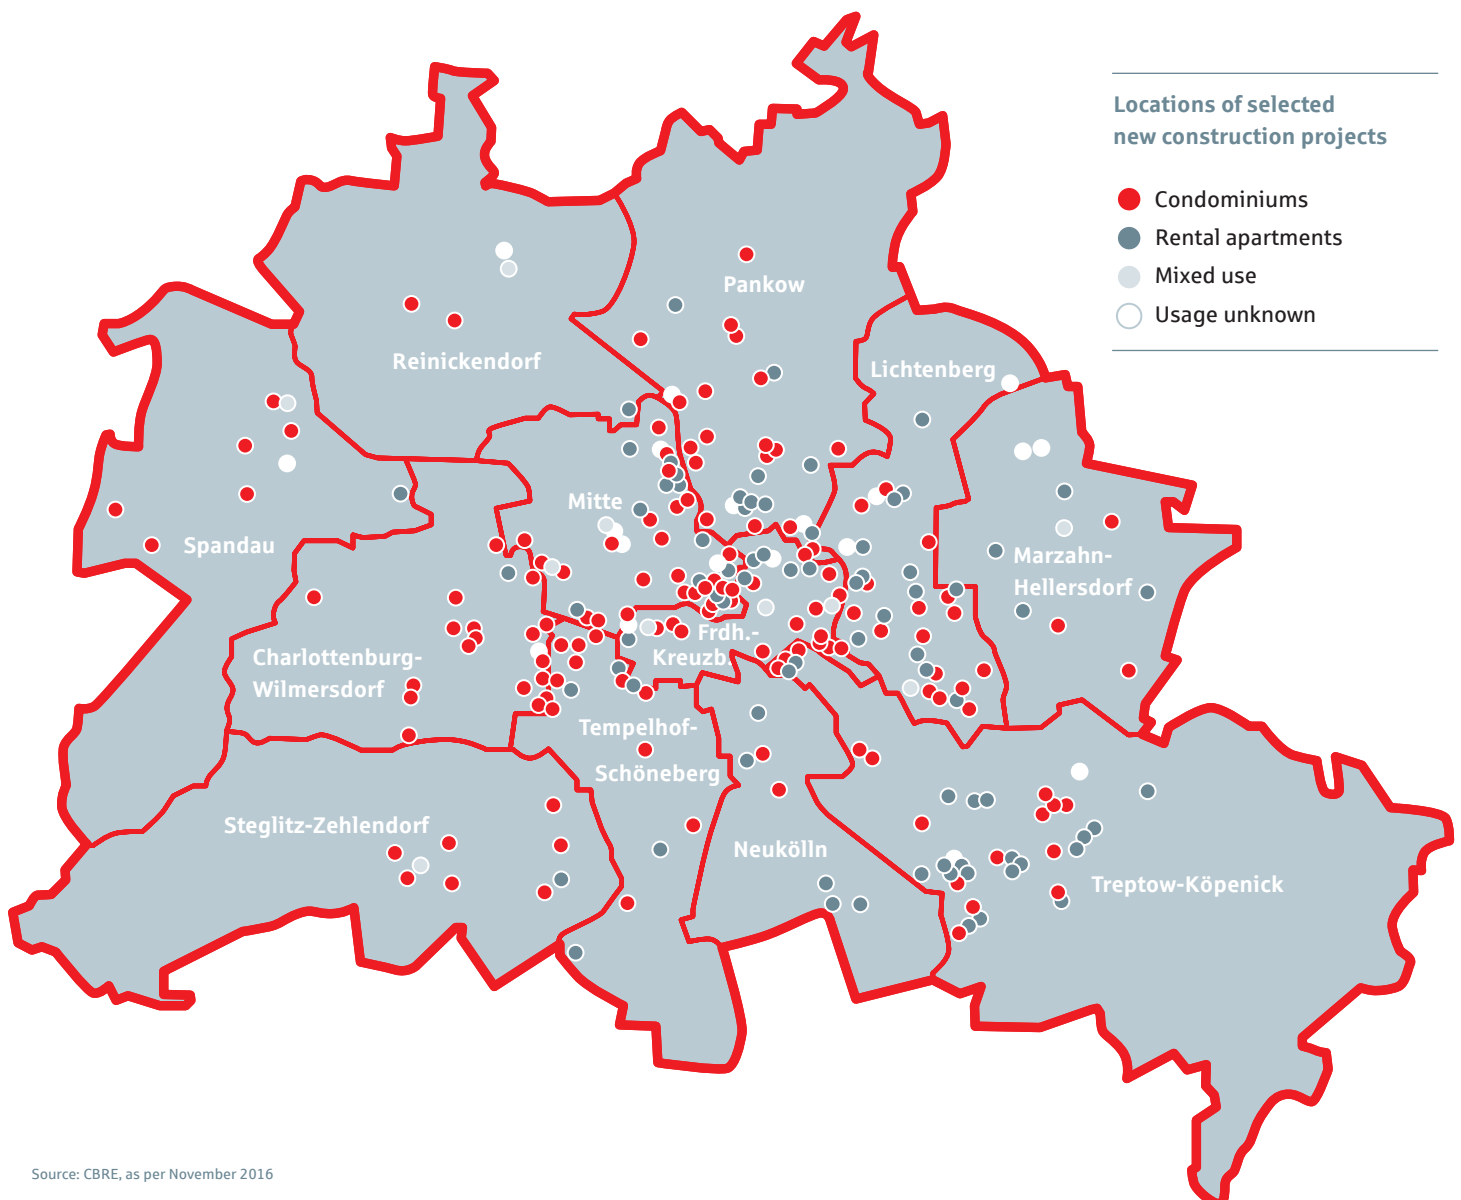 Locations of selected
new construction projects
Condominiums
Rental apartments
Mixed use
Usage unknown
Pankow
Reinickendorf
Lichtenberg
Mitte
Spandau
Marzahn-
Hellersdorf
Frdh.-
Kreuzb.
Charlottenburg-
Wilmersdorf
Tempelhof-
Schöneberg
Steglitz-Zehlendorf
Neukölln
Treptow-Köpenick
Source: CBRE, as per November 2016